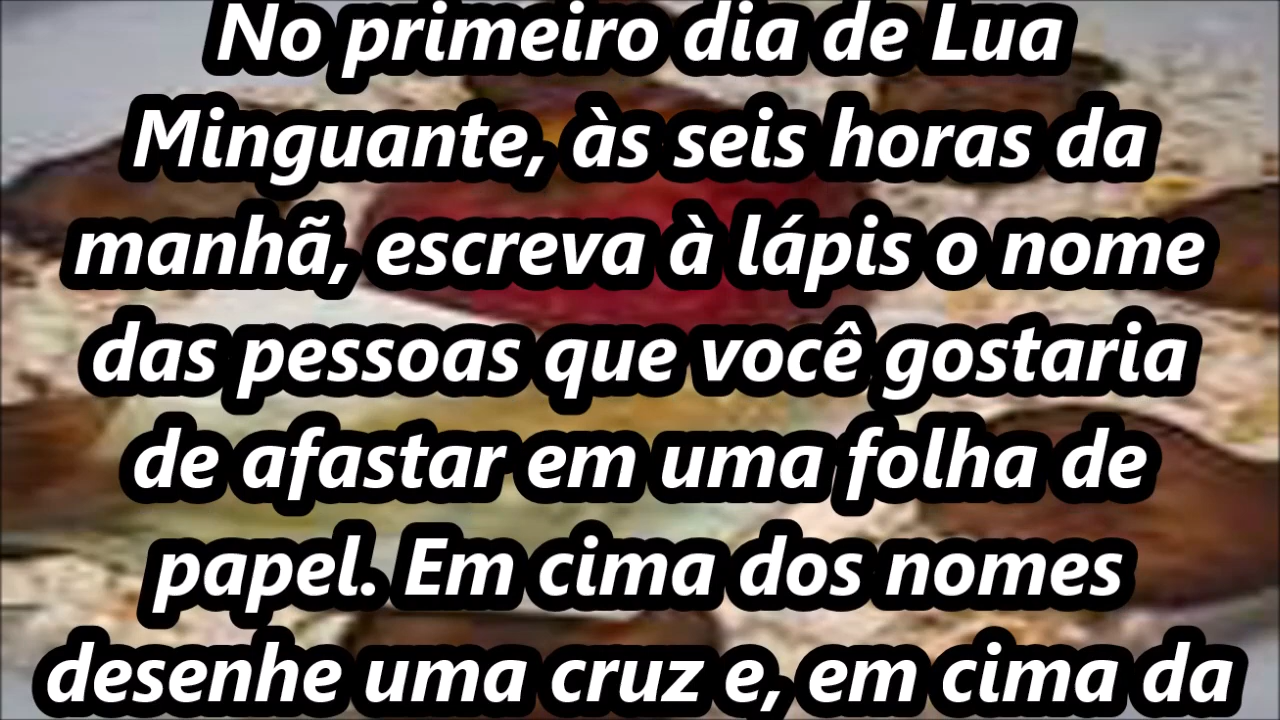 No primeiro dia de Lua
Minguante, às seis horas da
manhã, escreva à lápis o nome
das pessoas que você gostaria
de afastar em uma folha de
papel. Em cima dos nomes
desenhe uma cruz e, em cima da